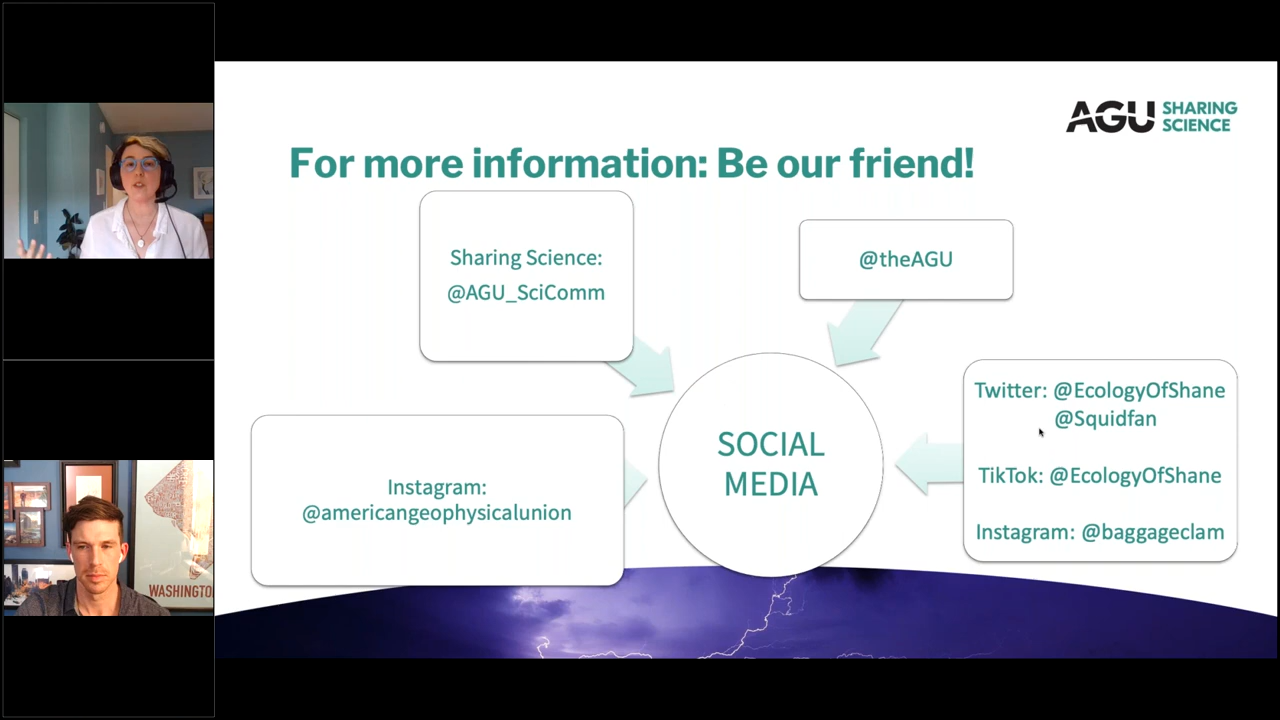 AGU SHARING
SCIENCE
For more information: Be our friend!
Sharing Science:
@AGU_SciComm
@theAGU
Twitter: @EcologyOfShane
@Squidfan
TikTok: @EcologyOfShane
Instagram: @baggageclam
SOCIAL
MEDIA
Instagram:
@americangeophysicalunion
WASHINGTO